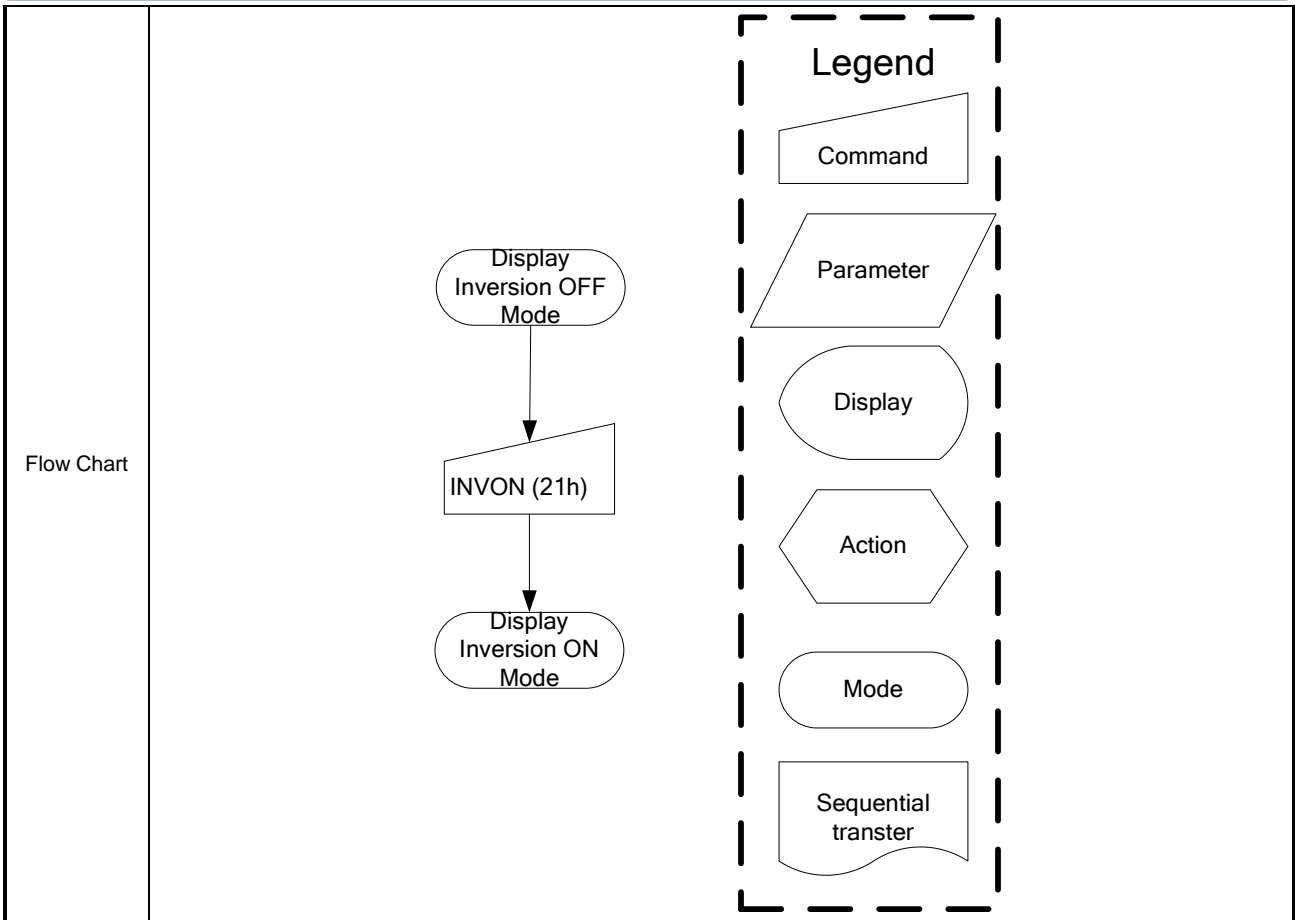 Flow Chart
Display
Inversion OFF
Mode
INVON (21h)
Display
Inversion ON
Mode
Legend
Command
Parameter
Display
Action
Mode
Sequential
transter